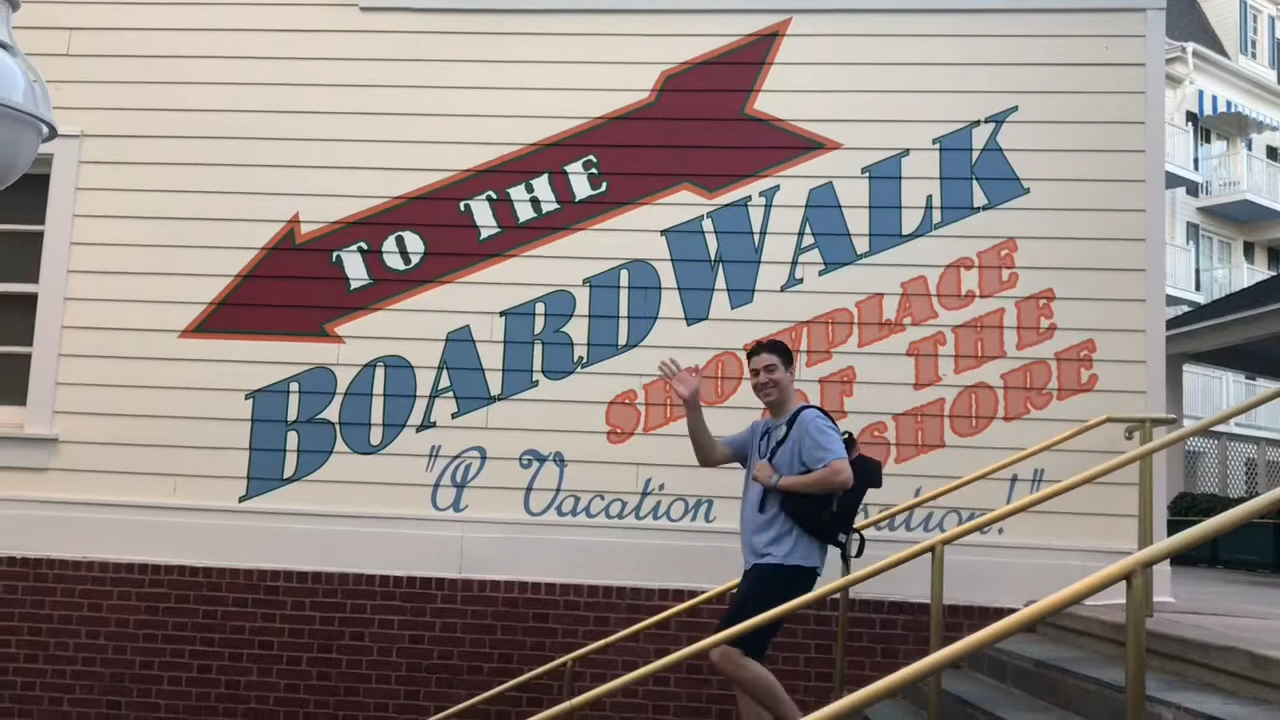 TO THE
BOARDWALK
SHOWPLACE
OF THE
SHORE
"A Vacation